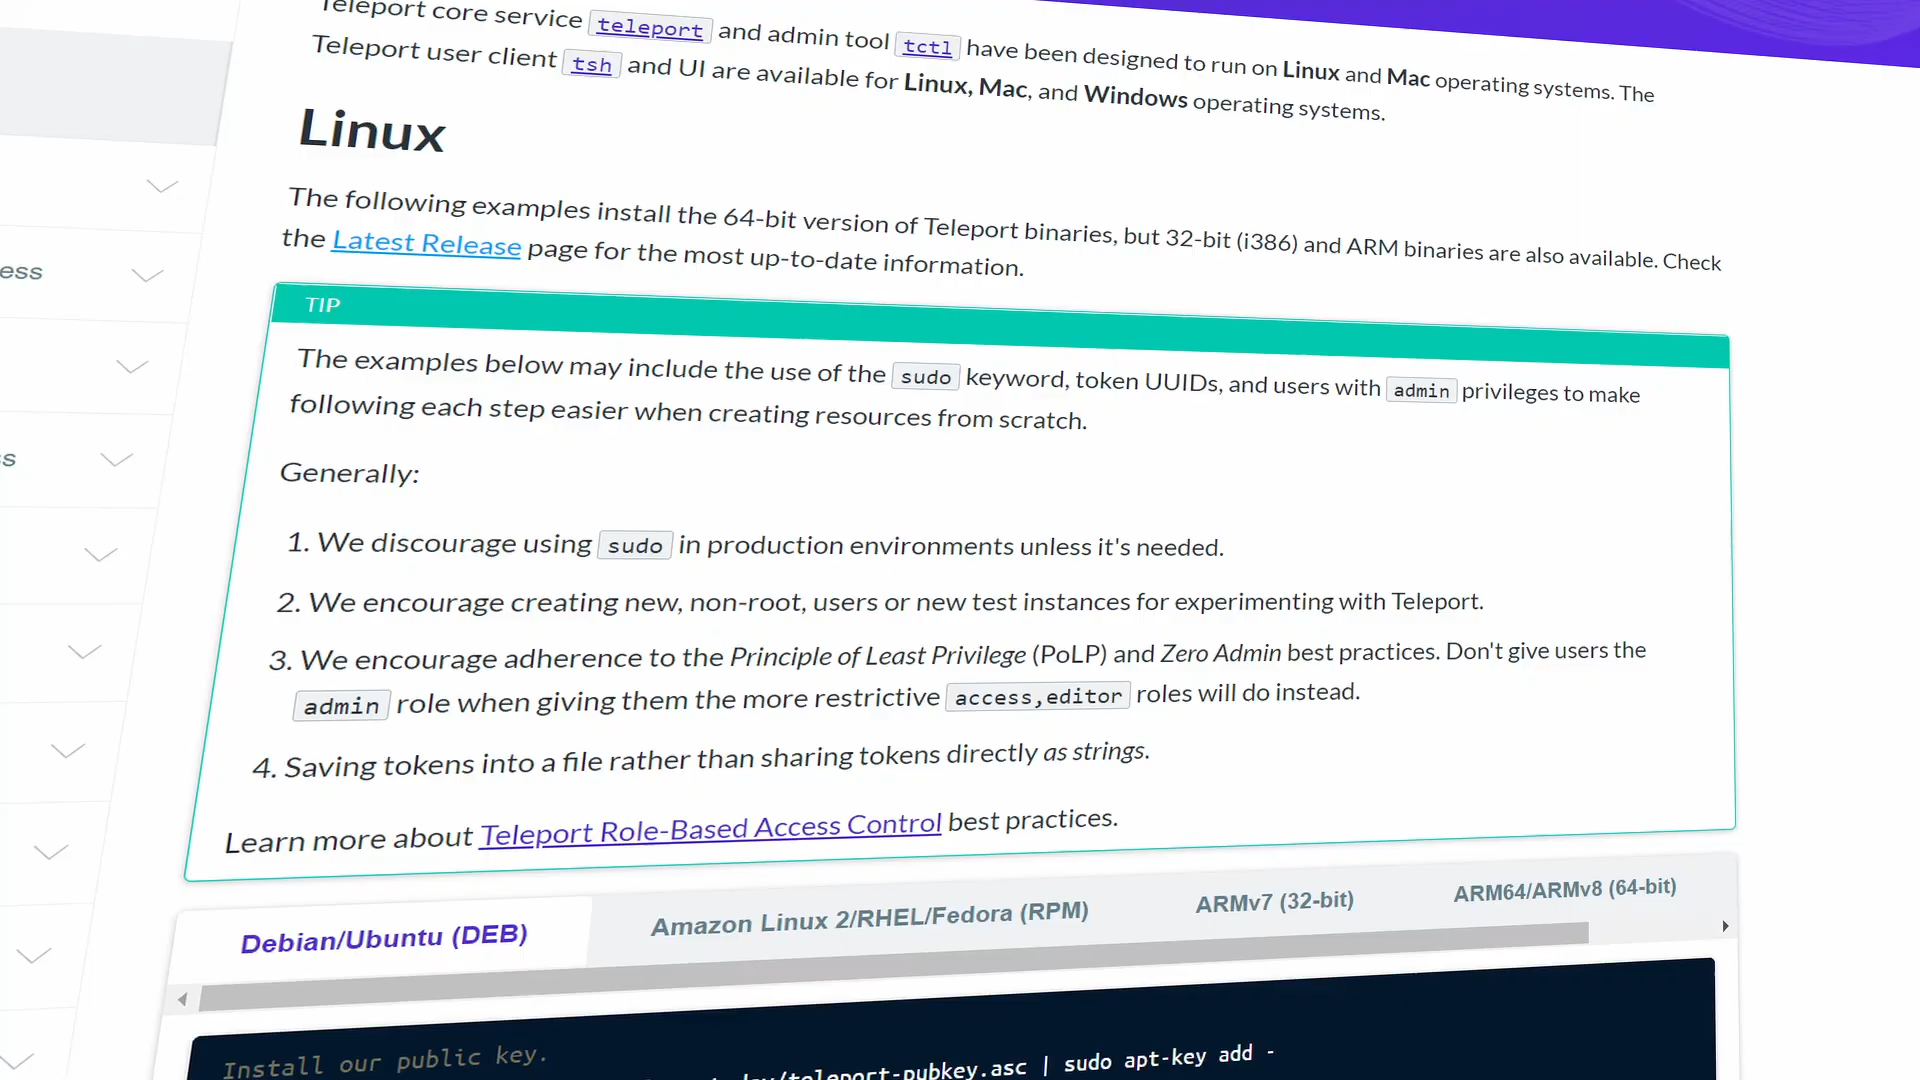 Teleport core service teleport and admin tool tctl have been designed to run on Linux and Mac operating systems. The
Teleport user client tsh and UI are available for Linux, Mac, and Windows operating systems.
Linux
The following examples install the 64-bit version of Teleport binaries, but 32-bit (i386) and ARM binaries are also available. Check
the Latest Release page for the most up-to-date information.
ess
TIP
The examples below may include the use of the sudo keyword, token UUIDs, and users with admin privileges to make
following each step easier when creating resources from scratch.
s
Generally:
1. We discourage using sudo in production environments unless it's needed.
2. We encourage creating new, non-root, users or new test instances for experimenting with Teleport.
3. We encourage adherence to the Principle of Least Privilege (PoLP) and Zero Admin best practices. Don't give users the
admin role when giving them the more restrictive access,editor roles will do instead.
4. Saving tokens into a file rather than sharing tokens directly as strings.
Learn more about Teleport Role-Based Access Control best practices.
Debian/Ubuntu (DEB) Amazon Linux 2/RHEL/Fedora (RPM) ARMv7 (32-bit) ARM64/ARMv8 (64-bit)
Install our public key.
teleport-pubkey.asc | sudo apt-key add -